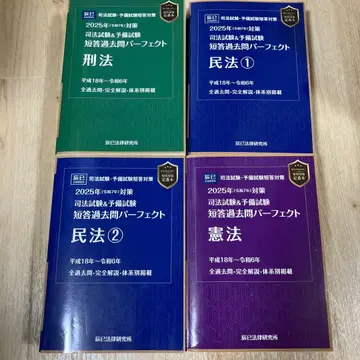 辰已
司法試験・予備試験短答対策
2025年(令和7年)対策
司法試験&予備試験
短答過去問パーフェクト
刑法
平成18年~令和6年
全過去問・完全解説・体系別掲載
辰已法律研究所
辰已
司法試験・予備試験短答対策
2025年(令和7年)対策
司法試験&予備試験
短答過去問パーフェクト
民法①
平成18年~令和6年
全過去問・完全解説・体系別掲載
辰已法律研究所
辰已
司法試験・予備試験短答対策
2025年(令和7年)対策
司法試験&予備試験
短答過去問パーフェクト
民法②
平成18年~令和6年
全過去問・完全解説・体系別掲載
辰已法律研究所
辰已
司法試験・予備試験短答対策
2025年(令和7年)対策
司法試験&予備試験
短答過去問パーフェクト
憲法
平成18年~令和6年
全過去問・完全解説・体系別掲載
辰已法律研究所